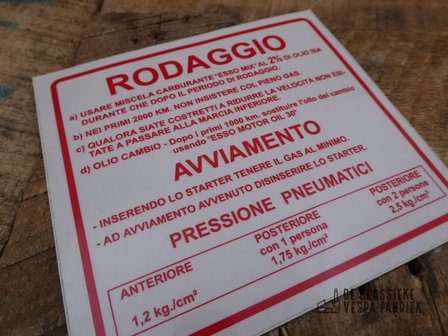 RODAGGIO
a) USARE MISCELA CARBURANTE "ESSO MIX" AL 2% DI OLIO SIA
DURANTE CHE DOPO IL PERIODO DI RODAGGIO.
b) NEI PRIMI 2000 KM. NON INSISTERE COL PIENO GAS.
c) QUALORA SIATE COSTRETTI A RIDURRE LA VELOCITÀ NON ESI-
TATE A PASSARE ALLA MARCIA INFERIORE.
d) OLIO CAMBIO - Dopo i primi 1000 km. sostituire l'olio del cambio
usando "ESSO MOTOR OIL 30"
AVVIAMENTO
- INSERENDO LO STARTER TENERE IL GAS AL MINIMO.
- AD AVVIAMENTO AVVENUTO DISINSERIRE LO STARTER.
PRESSIONE PNEUMATICI
ANTERIORE
1,2 kg./cm²
POSTERIORE
con 1 persona
1,75 kg./cm²
POSTERIORE
con 2 persone
2,5 kg./cm²
DE KLASSIEKE
VESPA FABRIEK